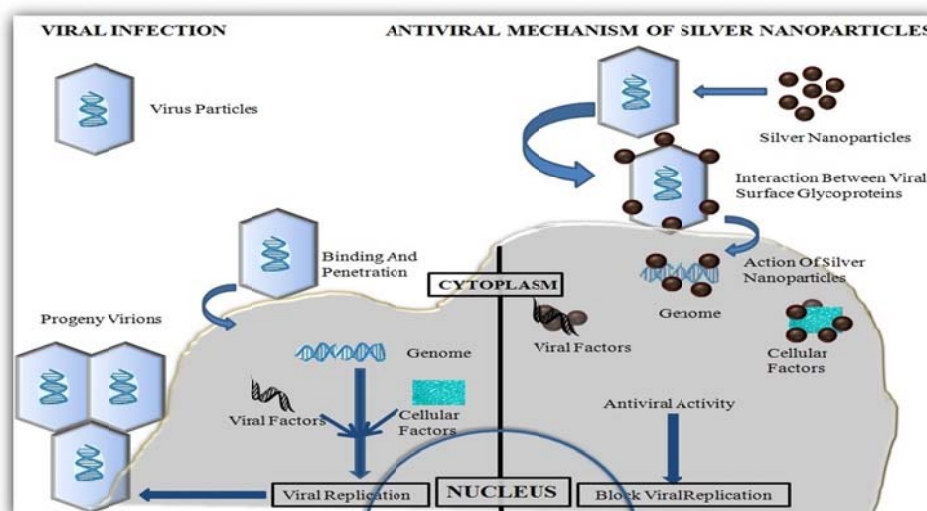 VIRAL INFECTION
ANTIVIRAL MECHANISM OF SILVER NANOPARTICLES
Virus Particles
Silver Nanoparticles
Interaction Between Viral
Surface Glycoproteins
Binding And
Penetration
CYTOPLASM
Action Of Silver
Nanoparticles
Genome
Progeny Virions
Viral Factors
Cellular
Factors
Genome
Viral Factors
Cellular
Factors
Antiviral Activity
Viral Replication
NUCLEUS
Block ViralReplication